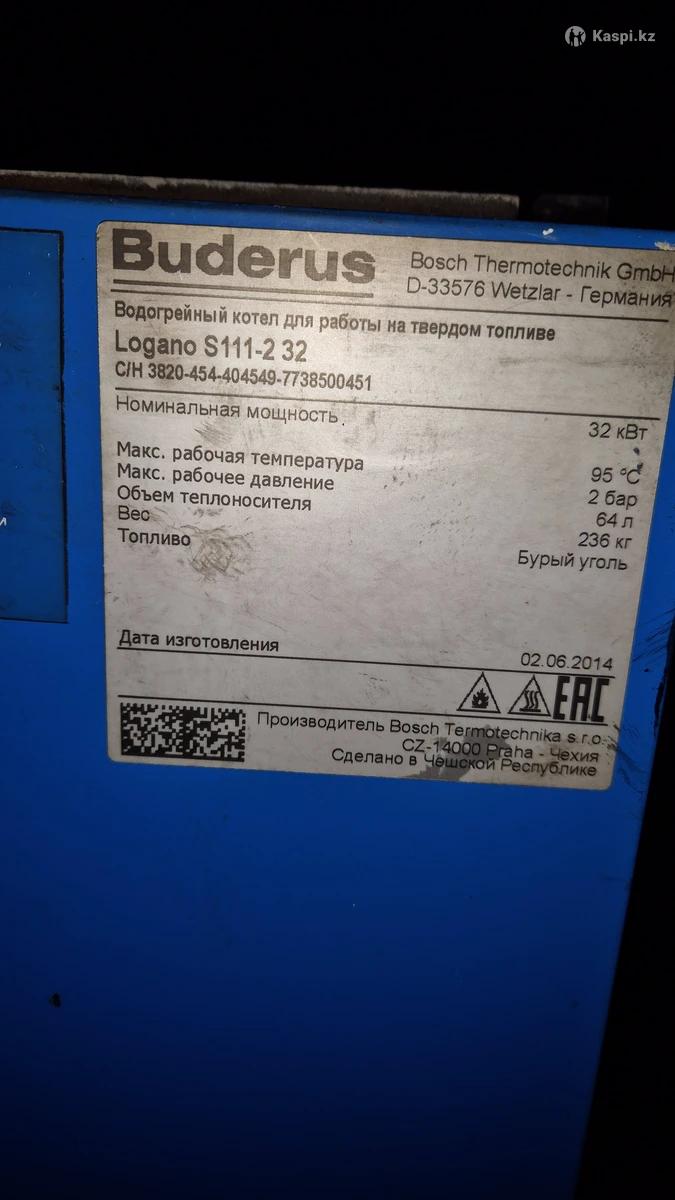 Kaspi.kz
Buderus
Bosch Thermotechnik GmbH
D-33576 Wetzlar - Германия
Водогрейный котел для работы на твердом топливе
Logano S111-2 32
С/Н 3820-454-404549-7738500451
Номинальная мощность 32 кВт
Макс. рабочая температура 95 °C
Макс. рабочее давление 2 бар
Объем теплоносителя 64 л
Вес 236 кг
Топливо Бурый уголь
Дата изготовления 02.06.2014
EAC
Производитель Bosch Termotechnika s.r.o.
CZ-14000 Praha - Чехия
Сделано в Чешской Республике
и